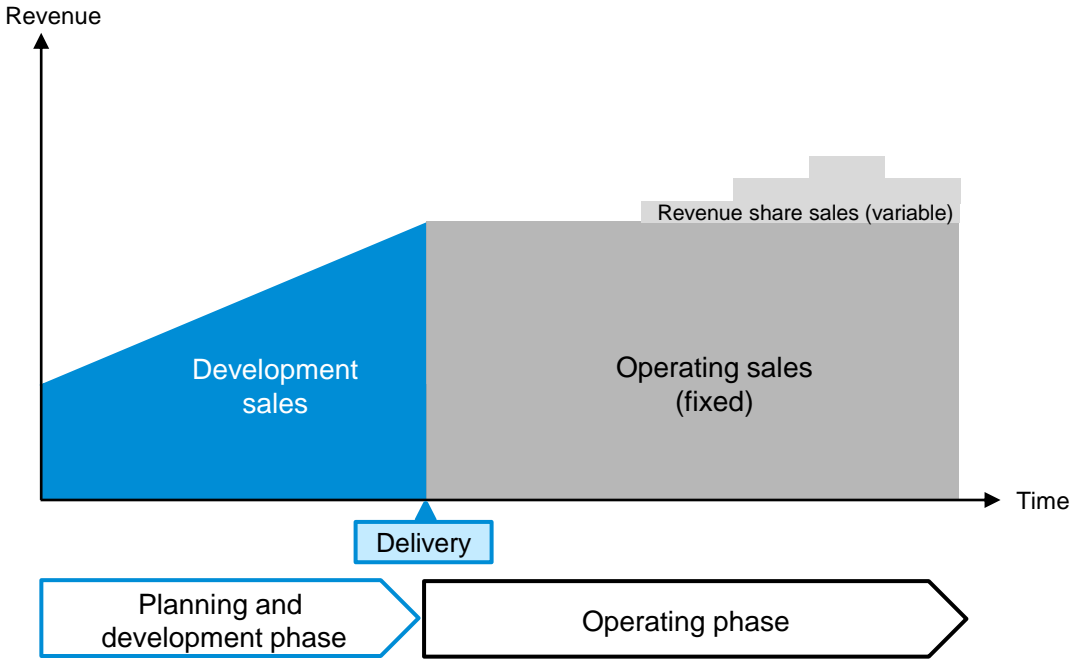 Revenue
Revenue share sales (variable)
Development
sales
Operating sales
(fixed)
Time
Delivery
Planning and
development phase
Operating phase